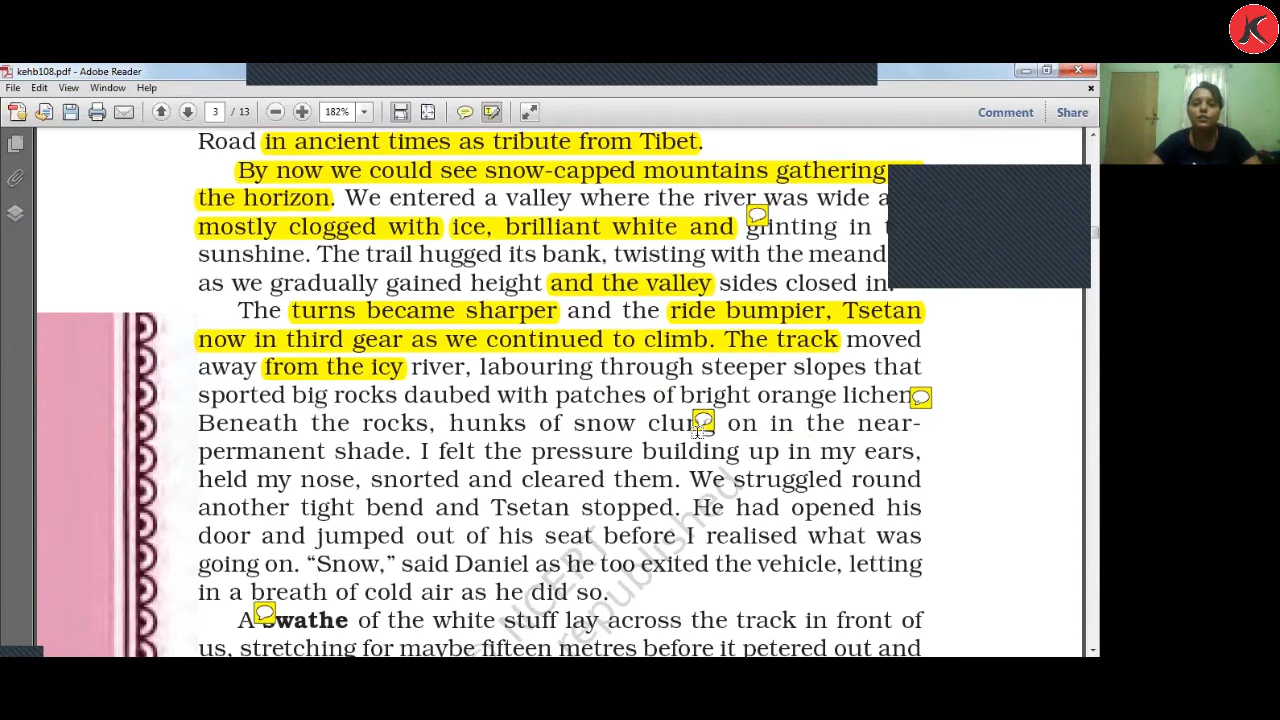 kehb108.pdf - Adobe Reader
File Edit View Window Help
3 / 13 182% Comment Share
Road in ancient times as tribute from Tibet.
By now we could see snow-capped mountains gathering
the horizon. We entered a valley where the river was wide
mostly clogged with ice, brilliant white and glinting in
sunshine. The trail hugged its bank, twisting with the
as we gradually gained height and the valley sides closed in.
The turns became sharper and the ride bumpier, Tsetan
now in third gear as we continued to climb. The track moved
away from the icy river, labouring through steeper slopes that
sported big rocks daubed with patches of bright orange lichen
Beneath the rocks, hunks of snow clung on in the near-
permanent shade. I felt the pressure building up in my ears,
held my nose, snorted and cleared them. We struggled round
another tight bend and Tsetan stopped. He had opened his
door and jumped out of his seat before I realised what was
going on. “Snow,” said Daniel as he too exited the vehicle, letting
in a breath of cold air as he did so.
A swathe of the white stuff lay across the track in front of
us, stretching for maybe fifteen metres before it petered out and
NCERT
republished